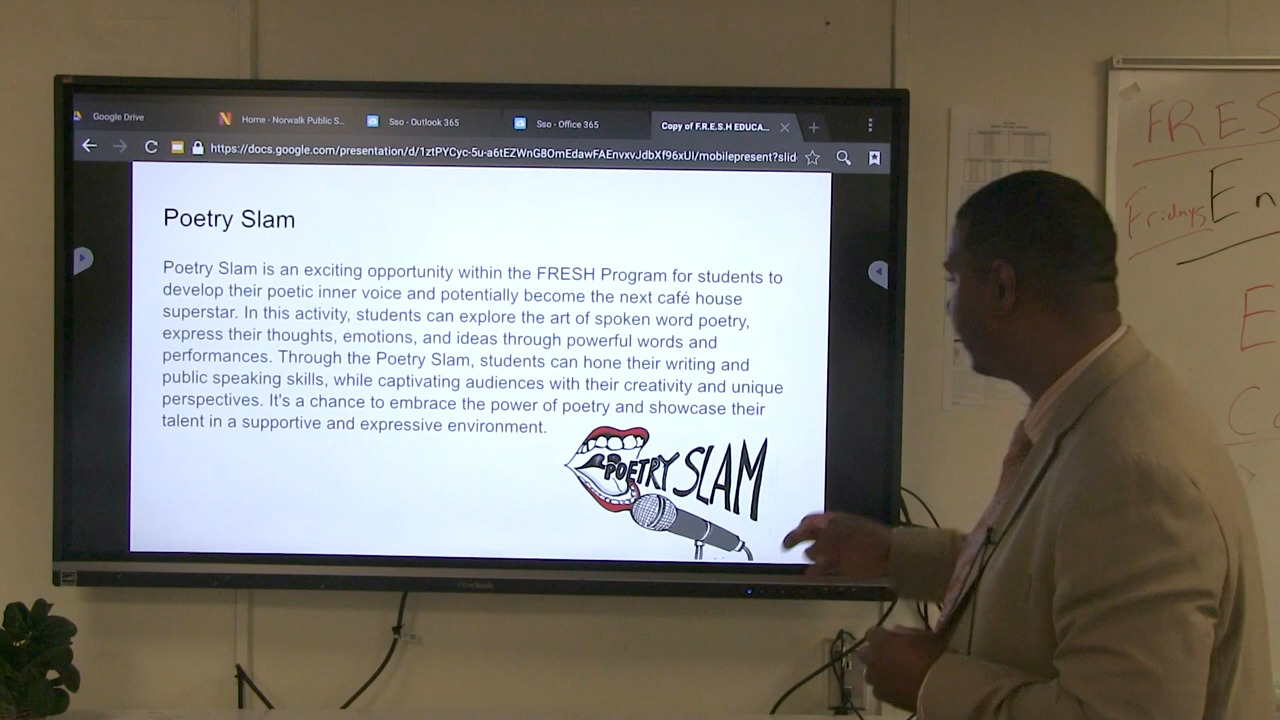 Google Drive
Home - Norwalk Public S...
Sso - Outlook 365
Sso - Office 365
Copy of F.R.E.S.H EDUCA...
https://docs.google.com/presentation/d/1ztPYCyc-5u-a6tEZWnG8OmEdawFAEnvxvJdbXf96xUI/mobilepresent?slid
Poetry Slam
Poetry Slam is an exciting opportunity within the FRESH Program for students to
develop their poetic inner voice and potentially become the next café house
superstar. In this activity, students can explore the art of spoken word poetry,
express their thoughts, emotions, and ideas through powerful words and
performances. Through the Poetry Slam, students can hone their writing and
public speaking skills, while captivating audiences with their creativity and unique
perspectives. It's a chance to embrace the power of poetry and showcase their
talent in a supportive and expressive environment.
POETRY SLAM
ViewSonic
FRES
Fridays En
E
Co